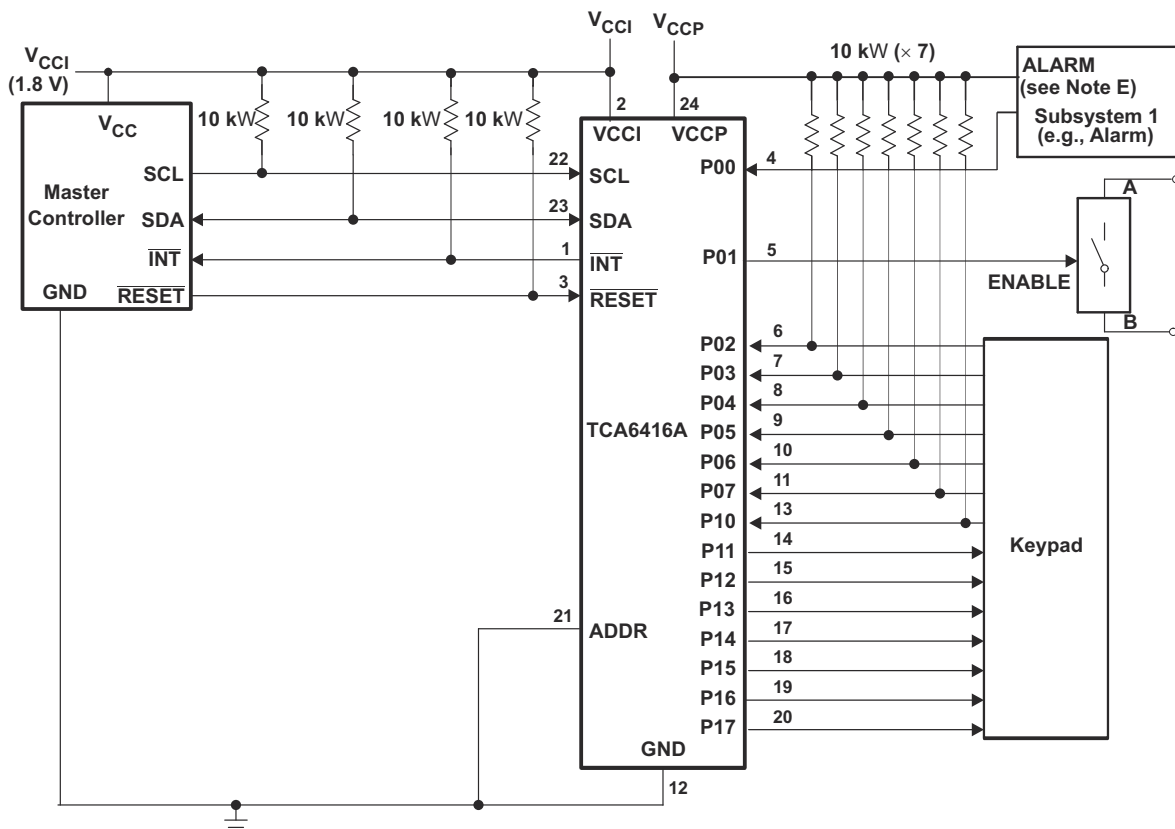 V_CCI
(1.8 V)
V_CCI
V_CCP
10 kW (× 7)
ALARM
(see Note E)
Subsystem 1
(e.g., Alarm)
V_CC
10 kW
10 kW
10 kW
10 kW
2
24
VCCI
VCCP
Master
Controller
SCL
SDA
INT
RESET
GND
22
23
1
3
SCL
SDA
INT
RESET
TCA6416A
21
ADDR
GND
12
P00
4
P01
5
ENABLE
A
B
P02
6
P03
7
P04
8
P05
9
P06
10
P07
11
P10
13
P11
14
P12
15
P13
16
P14
17
P15
18
P16
19
P17
20
Keypad